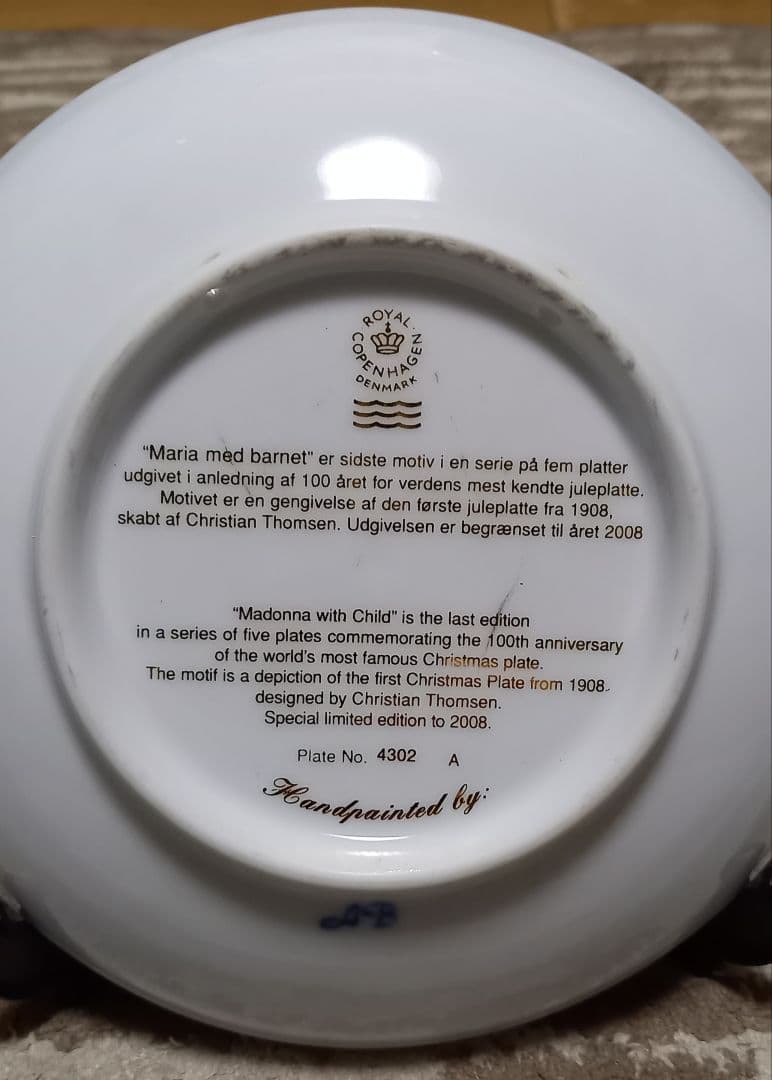 ROYAL COPENHAGEN
DENMARK
"Maria med barnet" er sidste motiv i en serie på fem platter
udgivet i anledning af 100 året for verdens mest kendte juleplatte.
Motivet er en gengivelse af den første juleplatte fra 1908,
skabt af Christian Thomsen. Udgivelsen er begrænset til året 2008
"Madonna with Child" is the last edition
in a series of five plates commemorating the 100th anniversary
of the world's most famous Christmas plate.
The motif is a depiction of the first Christmas Plate from 1908.
designed by Christian Thomsen.
Special limited edition to 2008.
Plate No. 4302 A
Handpainted by: